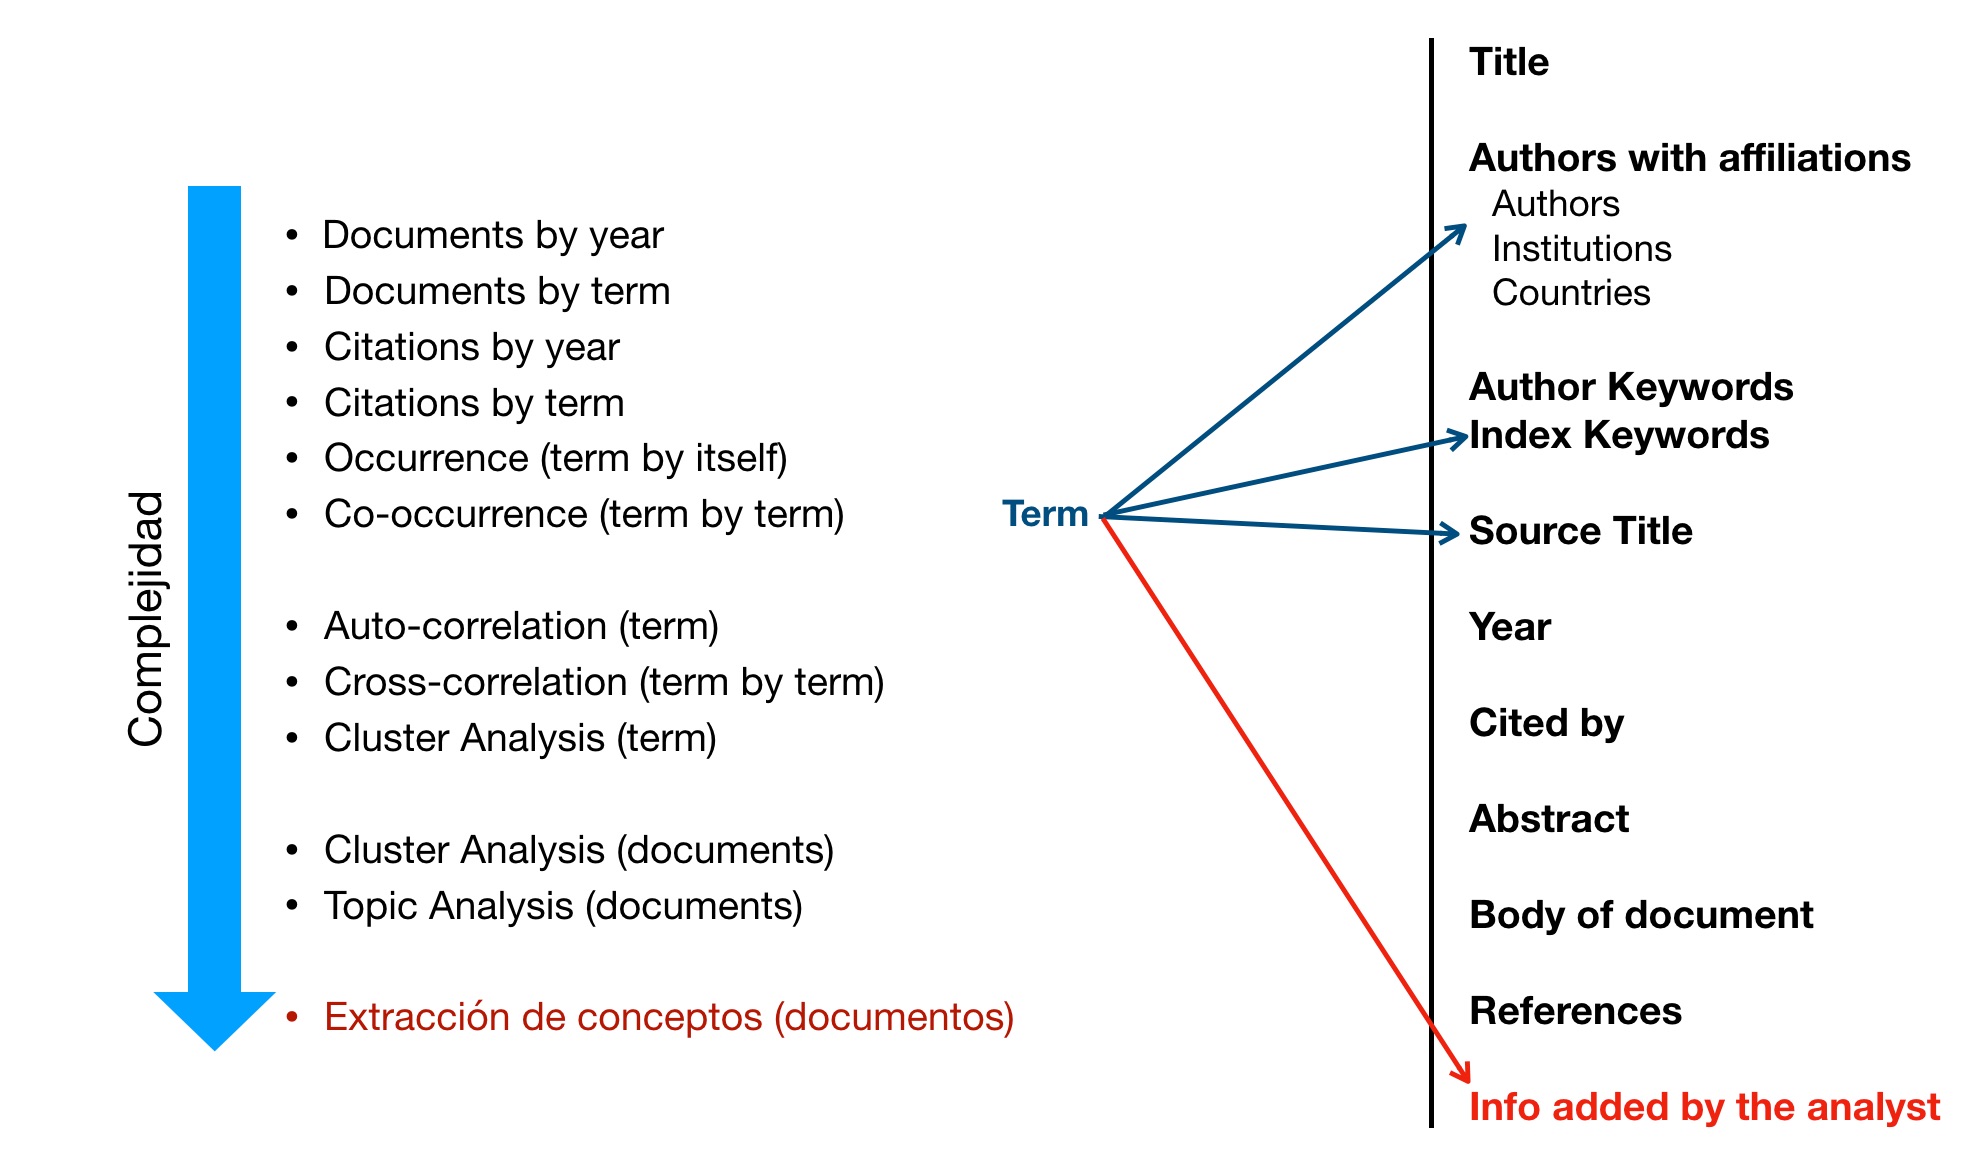 Complejidad
• Documents by year
• Documents by term
• Citations by year
• Citations by term
• Occurrence (term by itself)
• Co-occurrence (term by term)
• Auto-correlation (term)
• Cross-correlation (term by term)
• Cluster Analysis (term)
• Cluster Analysis (documents)
• Topic Analysis (documents)
• Extracción de conceptos (documentos)
Term
Title
Authors with affiliations
Authors
Institutions
Countries
Author Keywords
Index Keywords
Source Title
Year
Cited by
Abstract
Body of document
References
Info added by the analyst